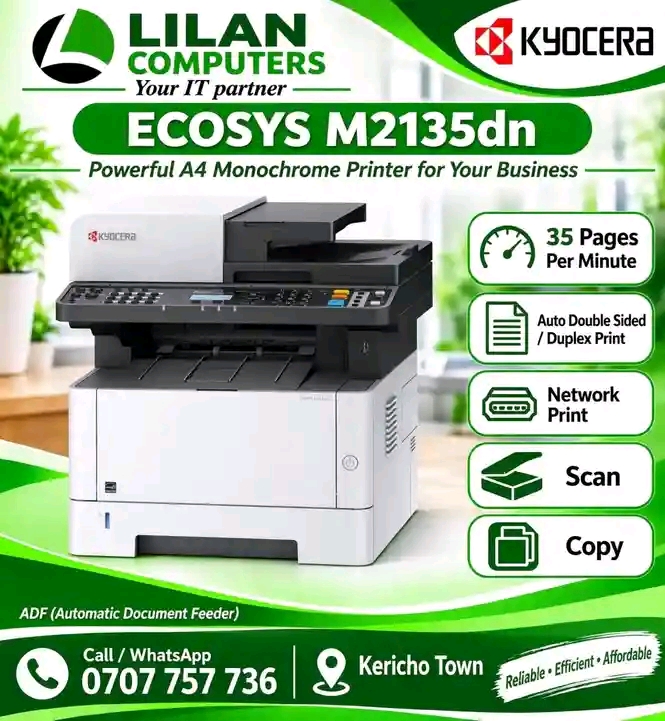 LILAN
COMPUTERS
Your IT partner
KYOCERA
ECOSYS M2135dn
Powerful A4 Monochrome Printer for Your Business
KYOCERA
35 Pages
Per Minute
Auto Double Sided
/ Duplex Print
Network
Print
Scan
Copy
ADF (Automatic Document Feeder)
Call / WhatsApp
0707 757 736
Kericho Town
Reliable • Efficient • Affordable